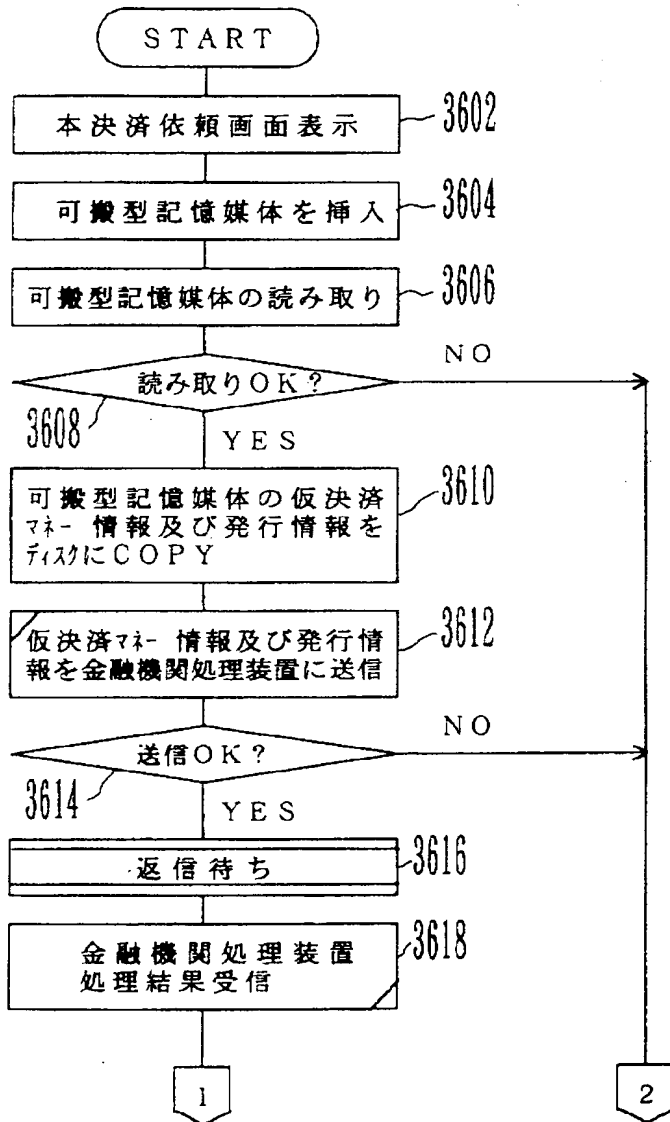 START
本決済依頼画面表示
3602
可搬型記憶媒体を挿入
3604
可搬型記憶媒体の読み取り
3606
読み取りOK?
NO
3608
YES
可搬型記憶媒体の仮決済
マネー情報及び発行情報を
ディスクにCOPY
3610
仮決済マネー情報及び発行情
報を金融機関処理装置に送信
3612
送信OK?
NO
3614
YES
返信待ち
3616
金融機関処理装置
処理結果受信
3618
1
2